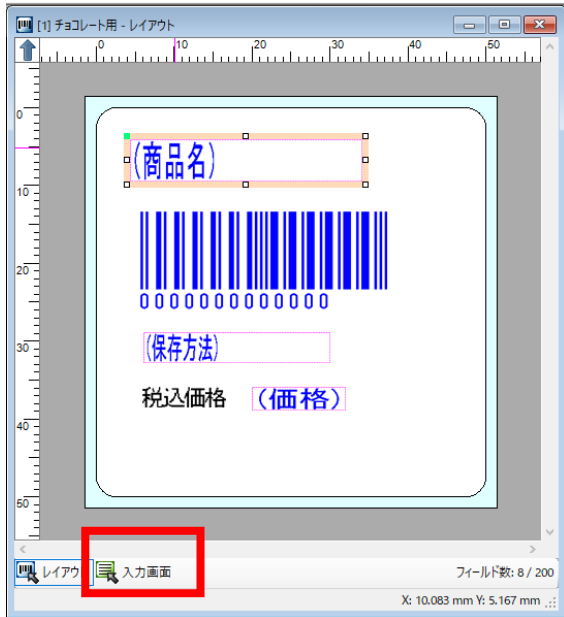 [1] チョコレート用 - レイアウト
0 10 20 30 40 50
0
10
20
30
40
50
(商品名)
0000000000000
(保存方法)
税込価格 (価格)
レイアウ 入力画面 フィールド数: 8 / 200
X: 10.083 mm Y: 5.167 mm